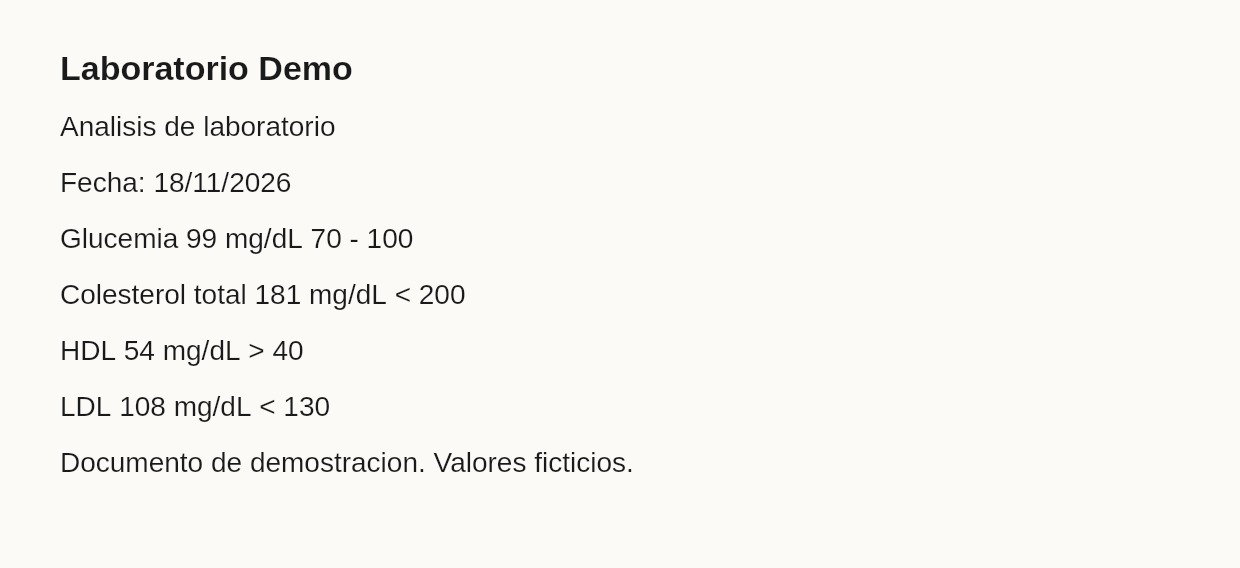 Laboratorio Demo
Analisis de laboratorio
Fecha: 18/11/2026
Glucemia 99 mg/dL 70 - 100
Colesterol total 181 mg/dL < 200
HDL 54 mg/dL > 40
LDL 108 mg/dL < 130
Documento de demostracion. Valores ficticios.